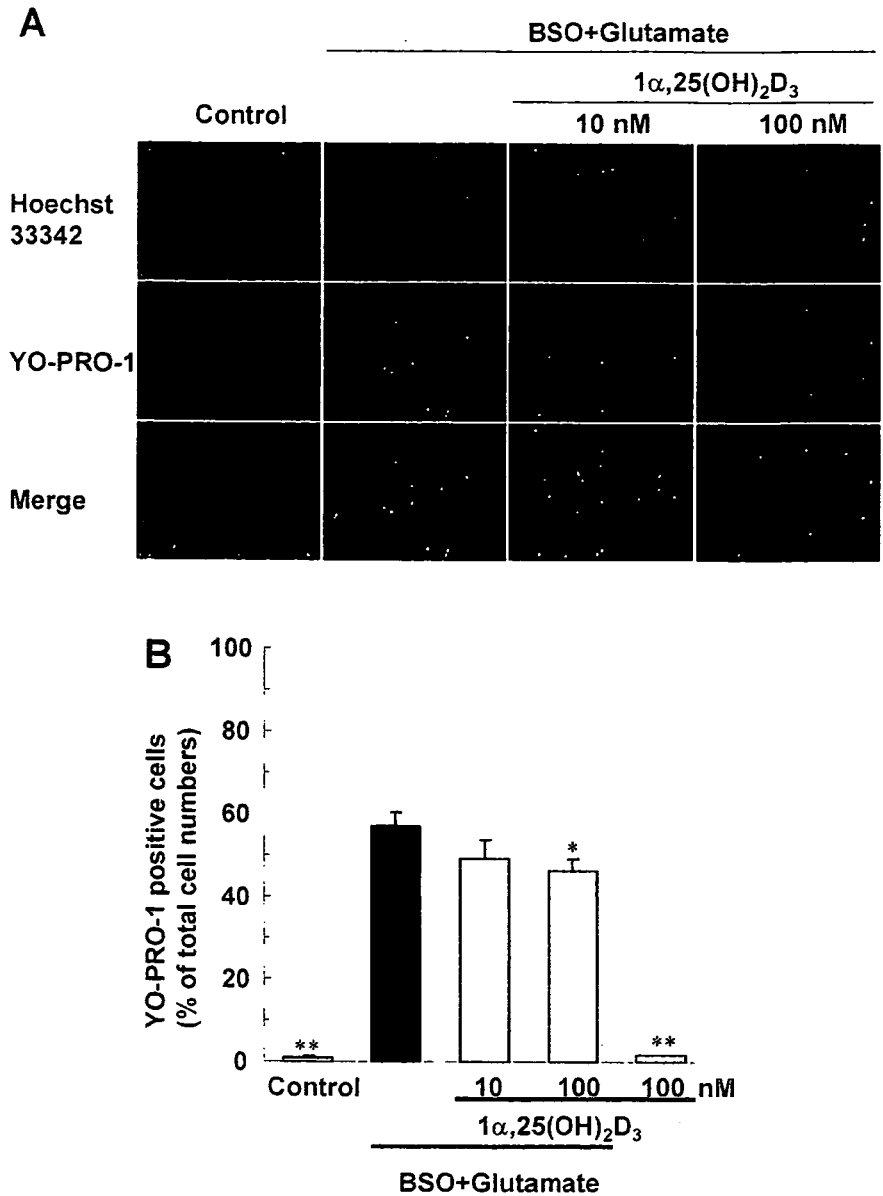 A
BSO+Glutamate
1α,25(OH)₂D₃
Control
10 nM
100 nM
Hoechst
33342
YO-PRO-1
Merge
B
YO-PRO-1 positive cells
(% of total cell numbers)
100
80
60
40
20
0
**
*
**
Control
10
100
100 nM
1α,25(OH)₂D₃
BSO+Glutamate